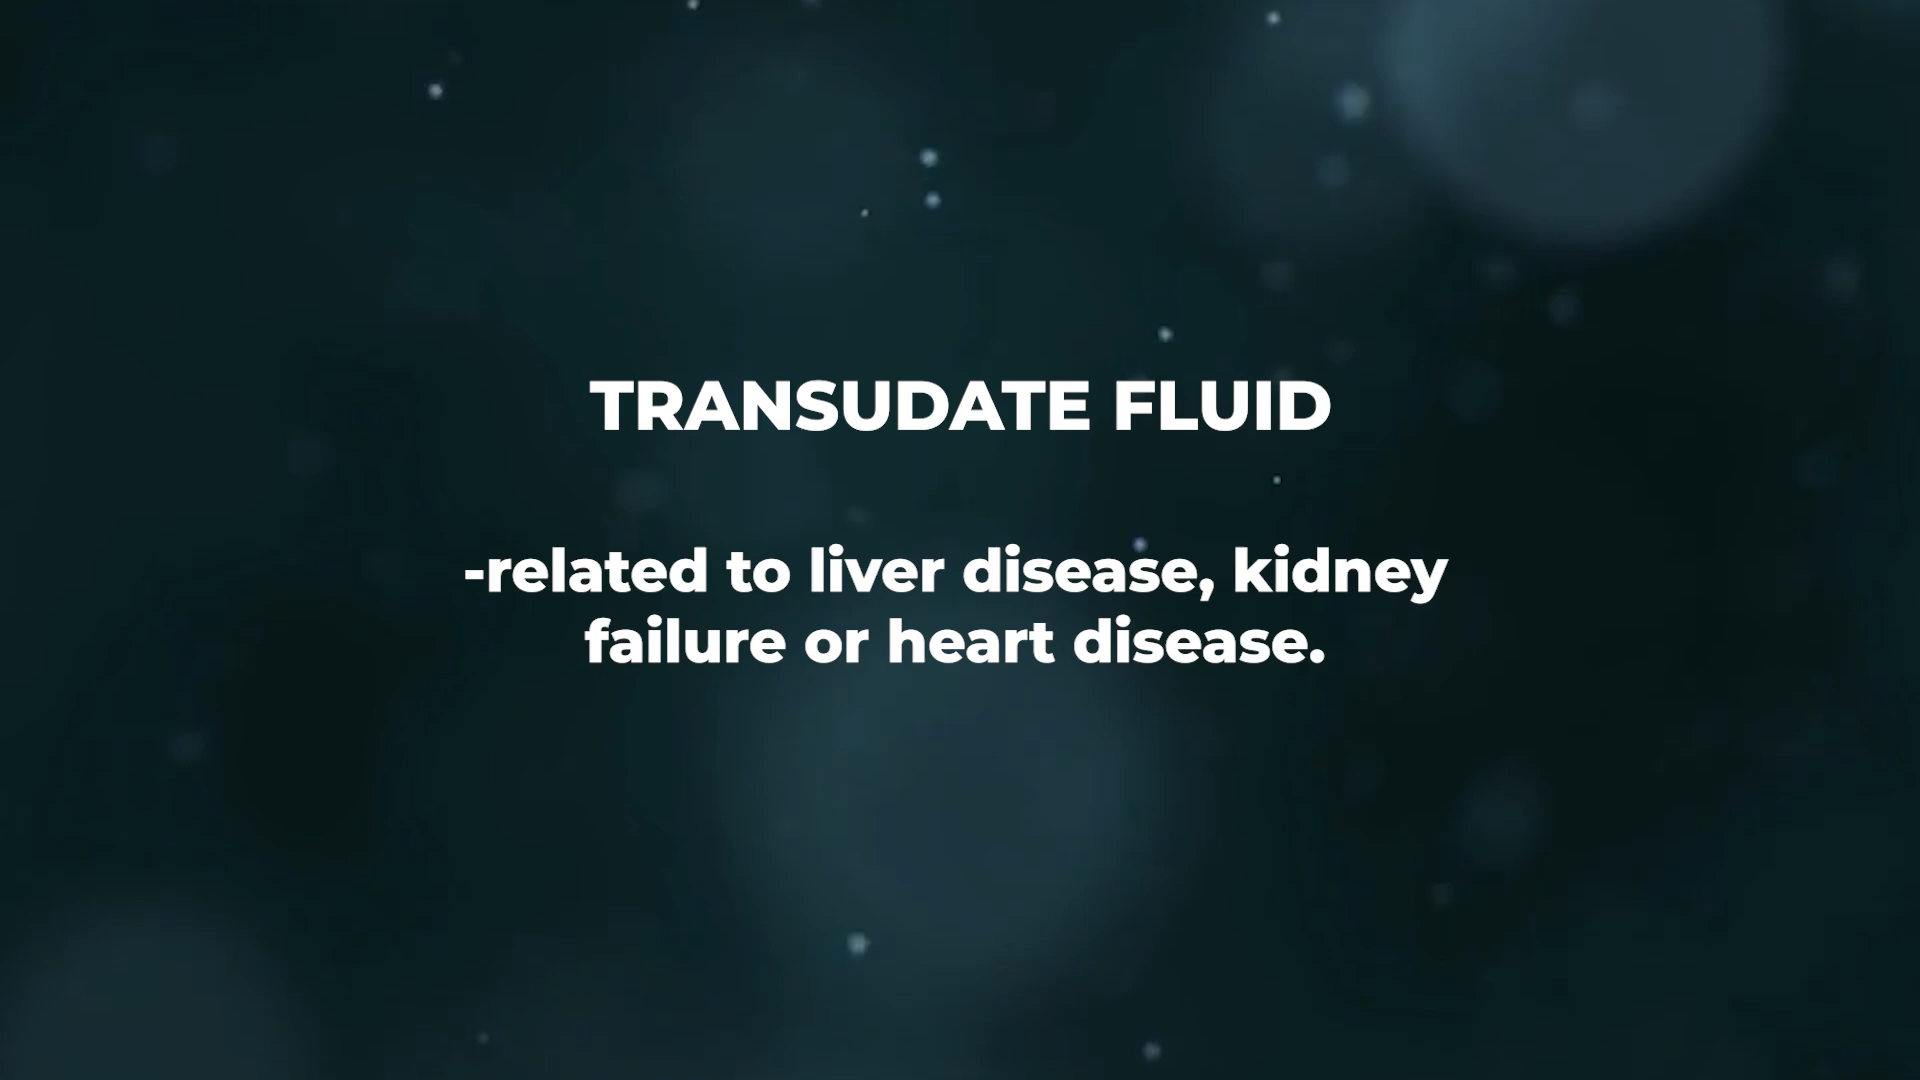 TRANSUDATE FLUID
-related to liver disease, kidney
failure or heart disease.